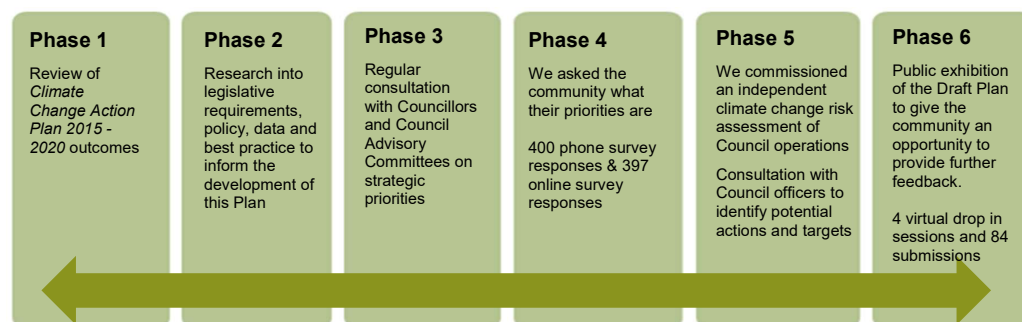 Phase 1
Review of
Climate
Change Action
Plan 2015 -
2020 outcomes
Phase 2
Research into
legislative
requirements,
policy, data and
best practice to
inform the
development of
this Plan
Phase 3
Regular
consultation
with Councillors
and Council
Advisory
Committees on
strategic
priorities
Phase 4
We asked the
community what
their priorities are
400 phone survey
responses & 397
online survey
responses
Phase 5
We commissioned
an independent
climate change risk
assessment of
Council operations
Consultation with
Council officers to
identify potential
actions and targets
Phase 6
Public exhibition
of the Draft Plan
to give the
community an
opportunity to
provide further
feedback.
4 virtual drop in
sessions and 84
submissions